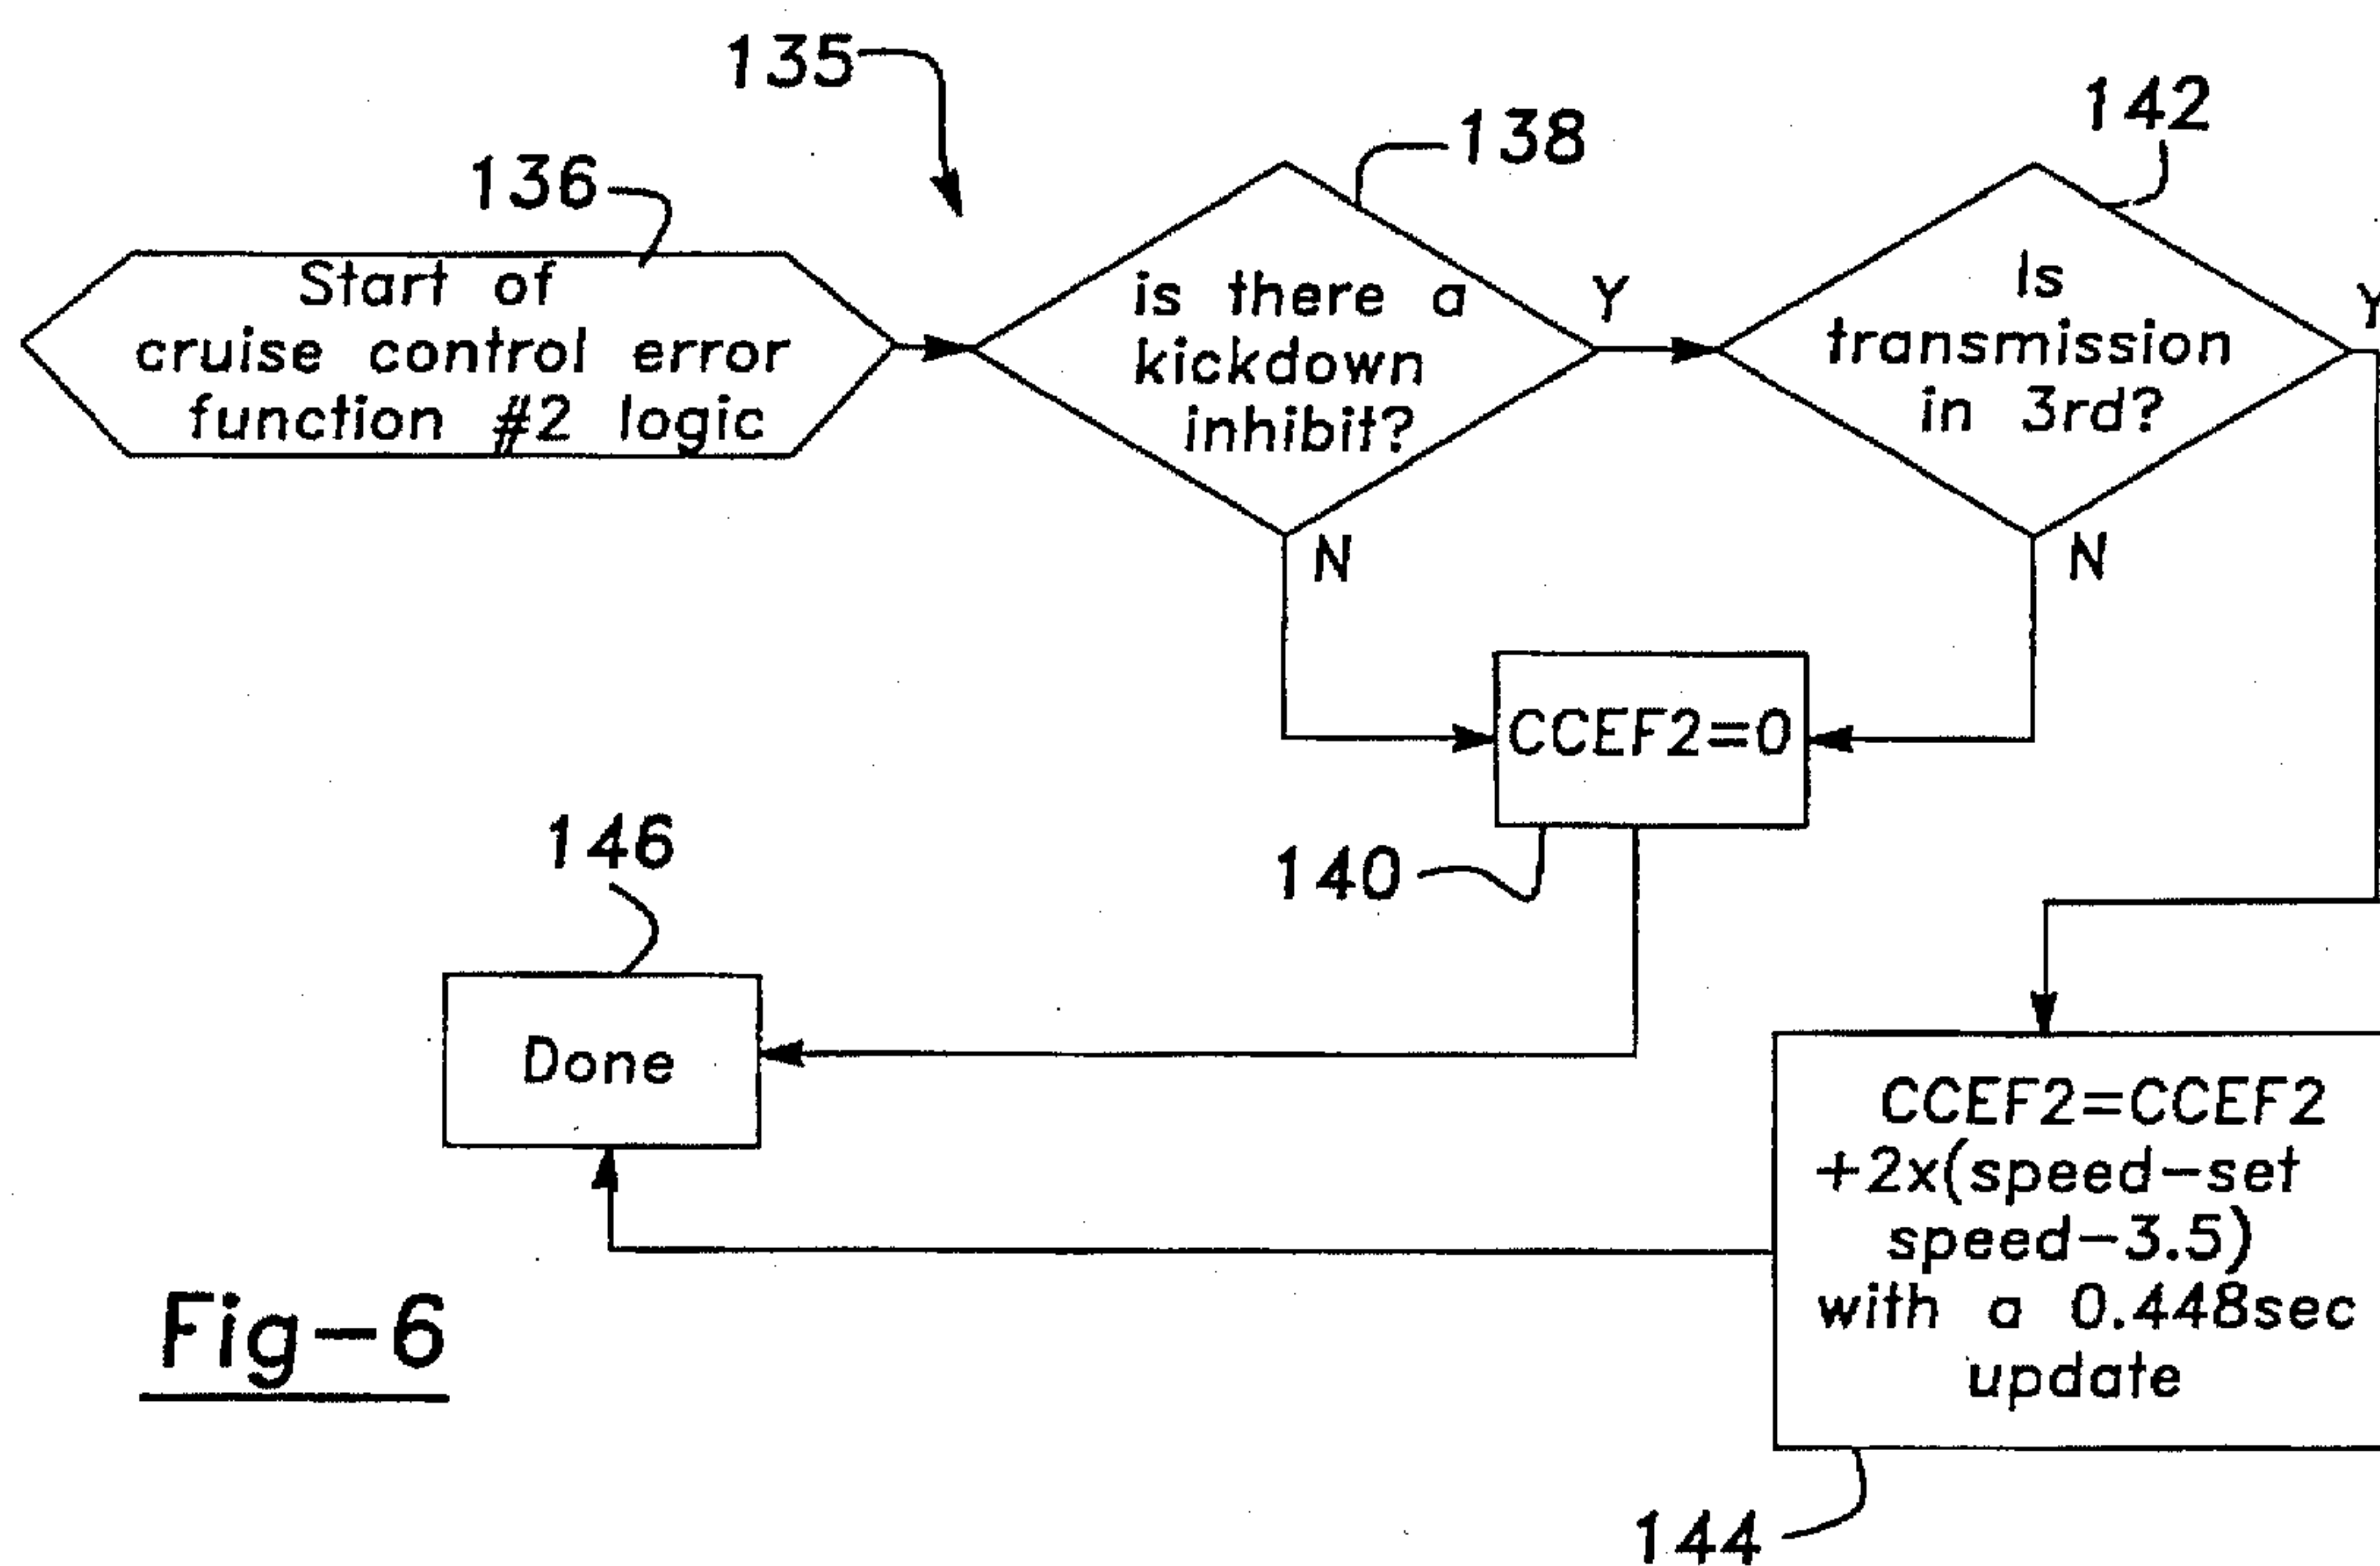 135
138
142
136
Start of
cruise control error
function #2 logic
is there a
kickdown
inhibit?
Y
Is
transmission
in 3rd?
Y
N
N
CCEF2=0
140
146
Done
CCEF2=CCEF2
+2x(speed-set
speed-3.5)
with a 0.448sec
update
144
Fig-6